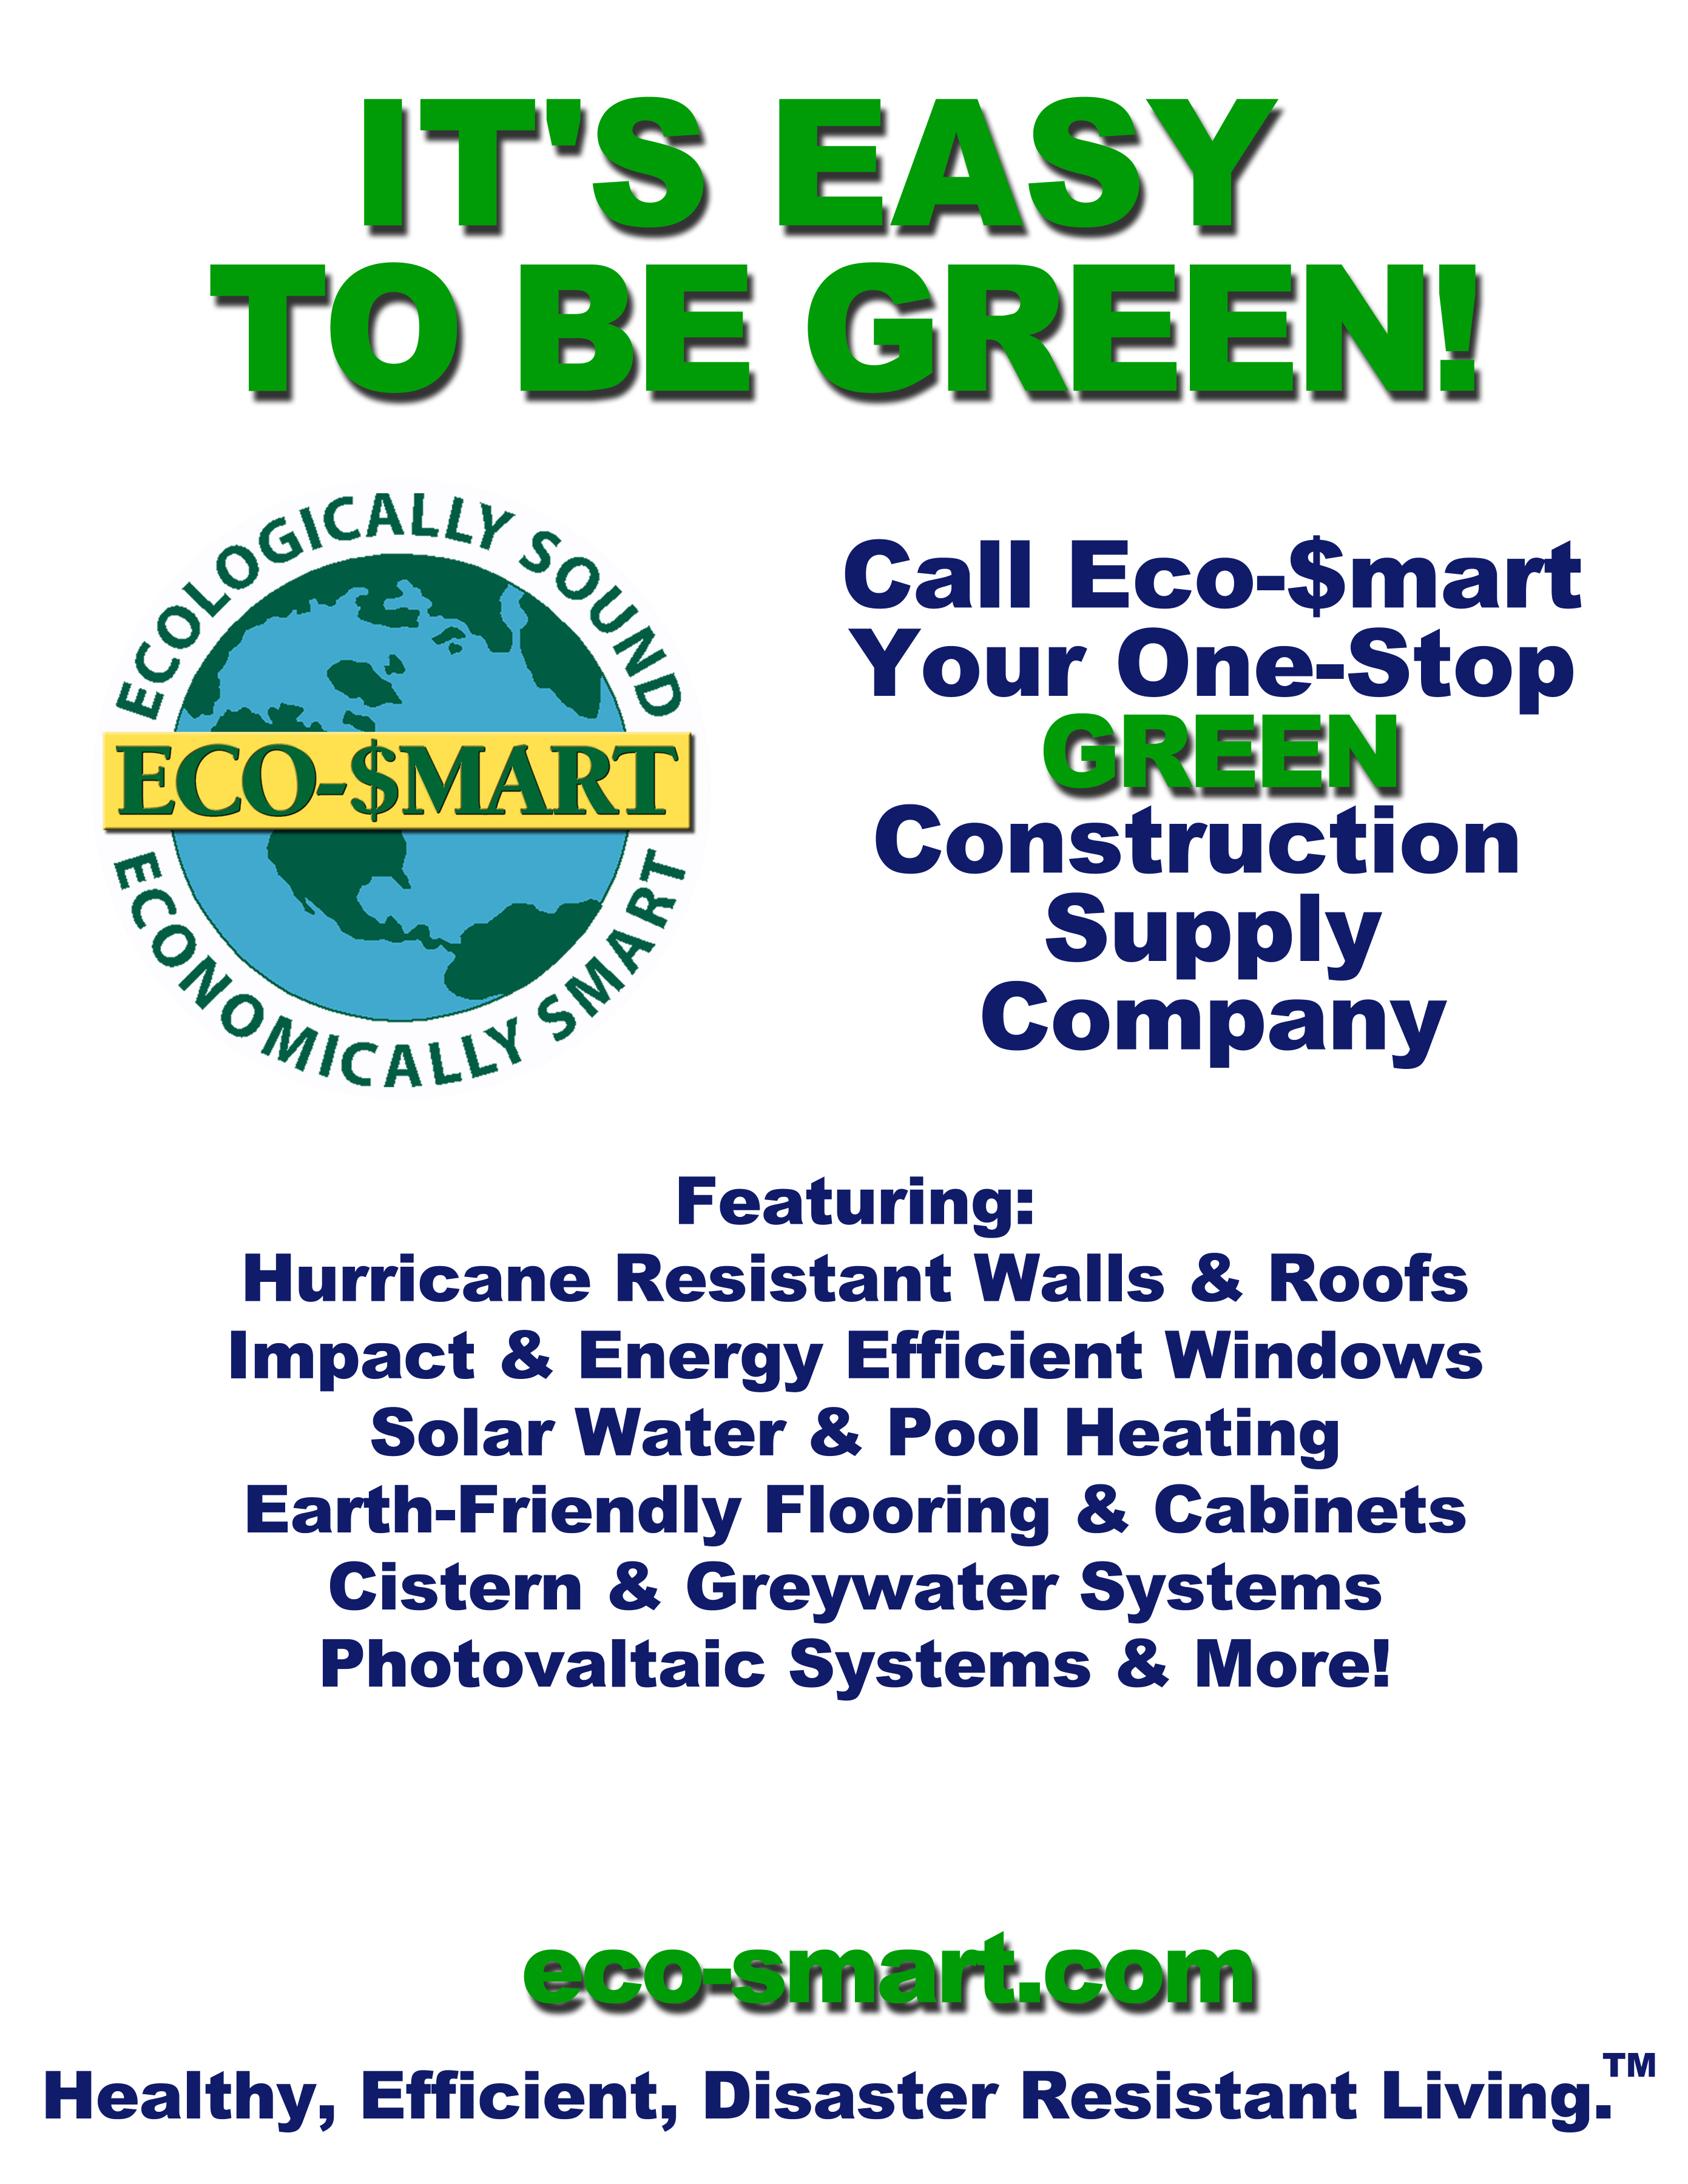 IT'S EASY
TO BE GREEN!
ECOLOGICALLY SOUND
ECO-$MART
ECONOMICALLY SMART
Call Eco-$mart
Your One-Stop
GREEN
Construction
Supply
Company
Featuring:
Hurricane Resistant Walls & Roofs
Impact & Energy Efficient Windows
Solar Water & Pool Heating
Earth-Friendly Flooring & Cabinets
Cistern & Greywater Systems
Photovaltaic Systems & More!
eco-smart.com
Healthy, Efficient, Disaster Resistant Living.™